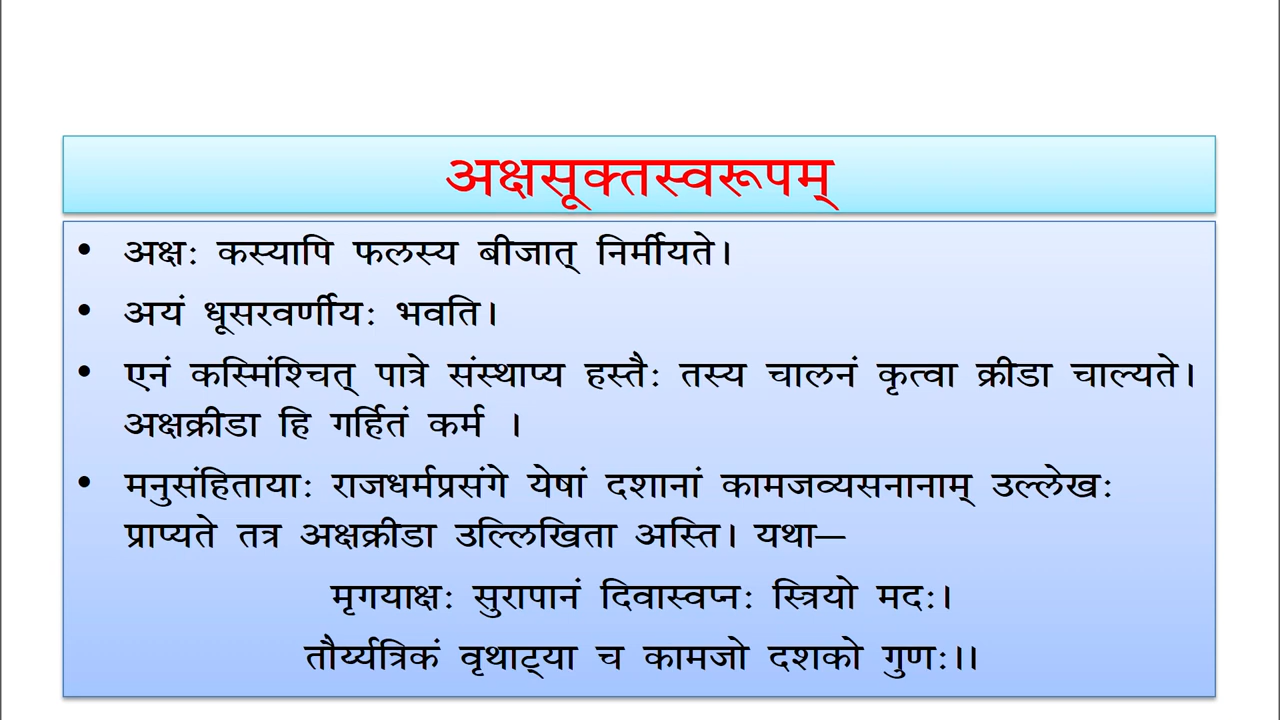 अक्षसूक्तस्वरूपम्
• अक्षः कस्यापि फलस्य बीजात् निर्मीयते।
• अयं धूसरवर्णीयः भवति।
• एनं कस्मिंश्चित् पात्रे संस्थाप्य हस्तैः तस्य चालनं कृत्वा क्रीडा चाल्यते।
अक्षक्रीडा हि गर्हितं कर्म ।
• मनुसंहितायाः राजधर्मप्रसंगे येषां दशानां कामजव्यसनानाम् उल्लेखः
प्राप्यते तत्र अक्षक्रीडा उल्लिखिता अस्ति। यथा—
मृगयाक्षः सुरापानं दिवास्वप्नः स्त्रियो मदः।
तौर्य्यत्रिकं वृथाट्या च कामजो दशको गुणः।।